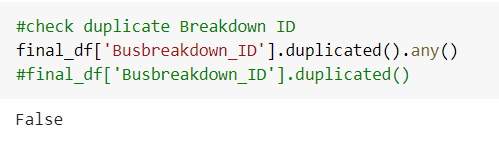 #check duplicate Breakdown ID
final_df['Busbreakdown_ID'].duplicated().any()
#final_df['Busbreakdown_ID'].duplicated()
False